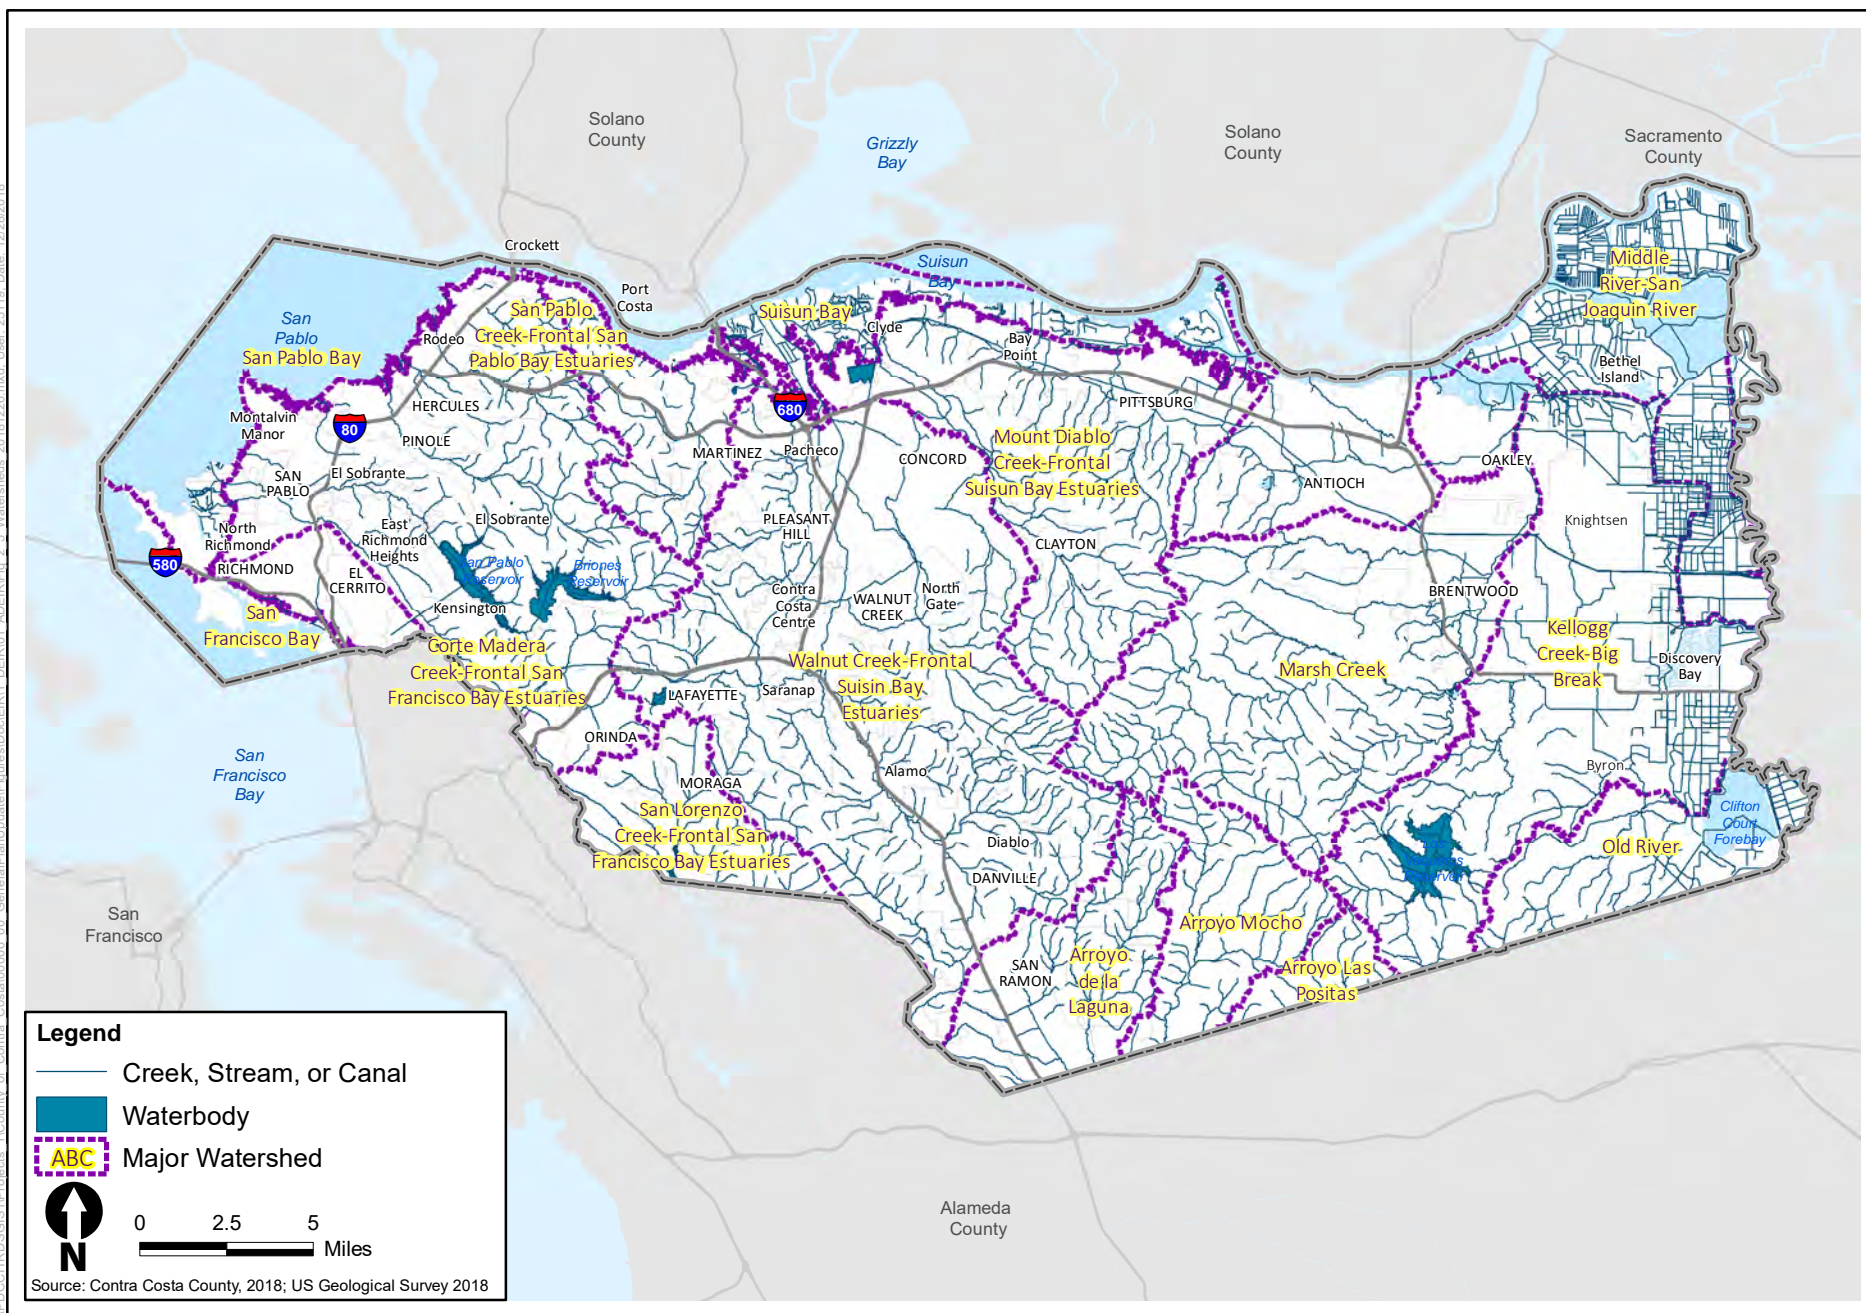 Solano
County
Grizzly
Bay
Solano
County
Sacramento
County
Crockett
Suisun
Bay
Port
Costa
Middle
River-San
Joaquin River
San Pablo
Creek-Frontal San
Pablo Bay Estuaries
Suisun Bay
Clyde
San
Pablo
San Pablo Bay
Rodeo
Bay
Point
Bethel
Island
HERCULES
680
PITTSBURG
Montalvin
Manor
80
PINOLE
MARTINEZ
Pacheco
CONCORD
Mount Diablo
Creek-Frontal
Suisun Bay Estuaries
OAKLEY
SAN
PABLO
El Sobrante
ANTIOCH
North
Richmond
East
Richmond
Heights
El Sobrante
PLEASANT
HILL
CLAYTON
Knightsen
580
RICHMOND
EL
CERRITO
San Pablo
Reservoir
Briones
Reservoir
Contra
Costa
Centre
WALNUT
CREEK
North
Gate
BRENTWOOD
San
Francisco Bay
Kensington
Corte Madera
Creek-Frontal San
Francisco Bay Estuaries
Walnut Creek-Frontal
Suisin Bay
Estuaries
Marsh Creek
Kellogg
Creek-Big
Break
Discovery
Bay
LAFAYETTE
Saranap
ORINDA
San
Francisco
Bay
MORAGA
Alamo
Byron
San Lorenzo
Creek-Frontal San
Francisco Bay Estuaries
Diablo
DANVILLE
Clifton
Court
Forebay
Old River
San
Francisco
Arroyo Mocho
SAN
RAMON
Arroyo
de la
Laguna
Arroyo Las
Positas
Legend
Creek, Stream, or Canal
Waterbody
ABC
Major Watershed
N
0 2.5 5
Miles
Source: Contra Costa County, 2018; US Geological Survey 2018
Alameda
County